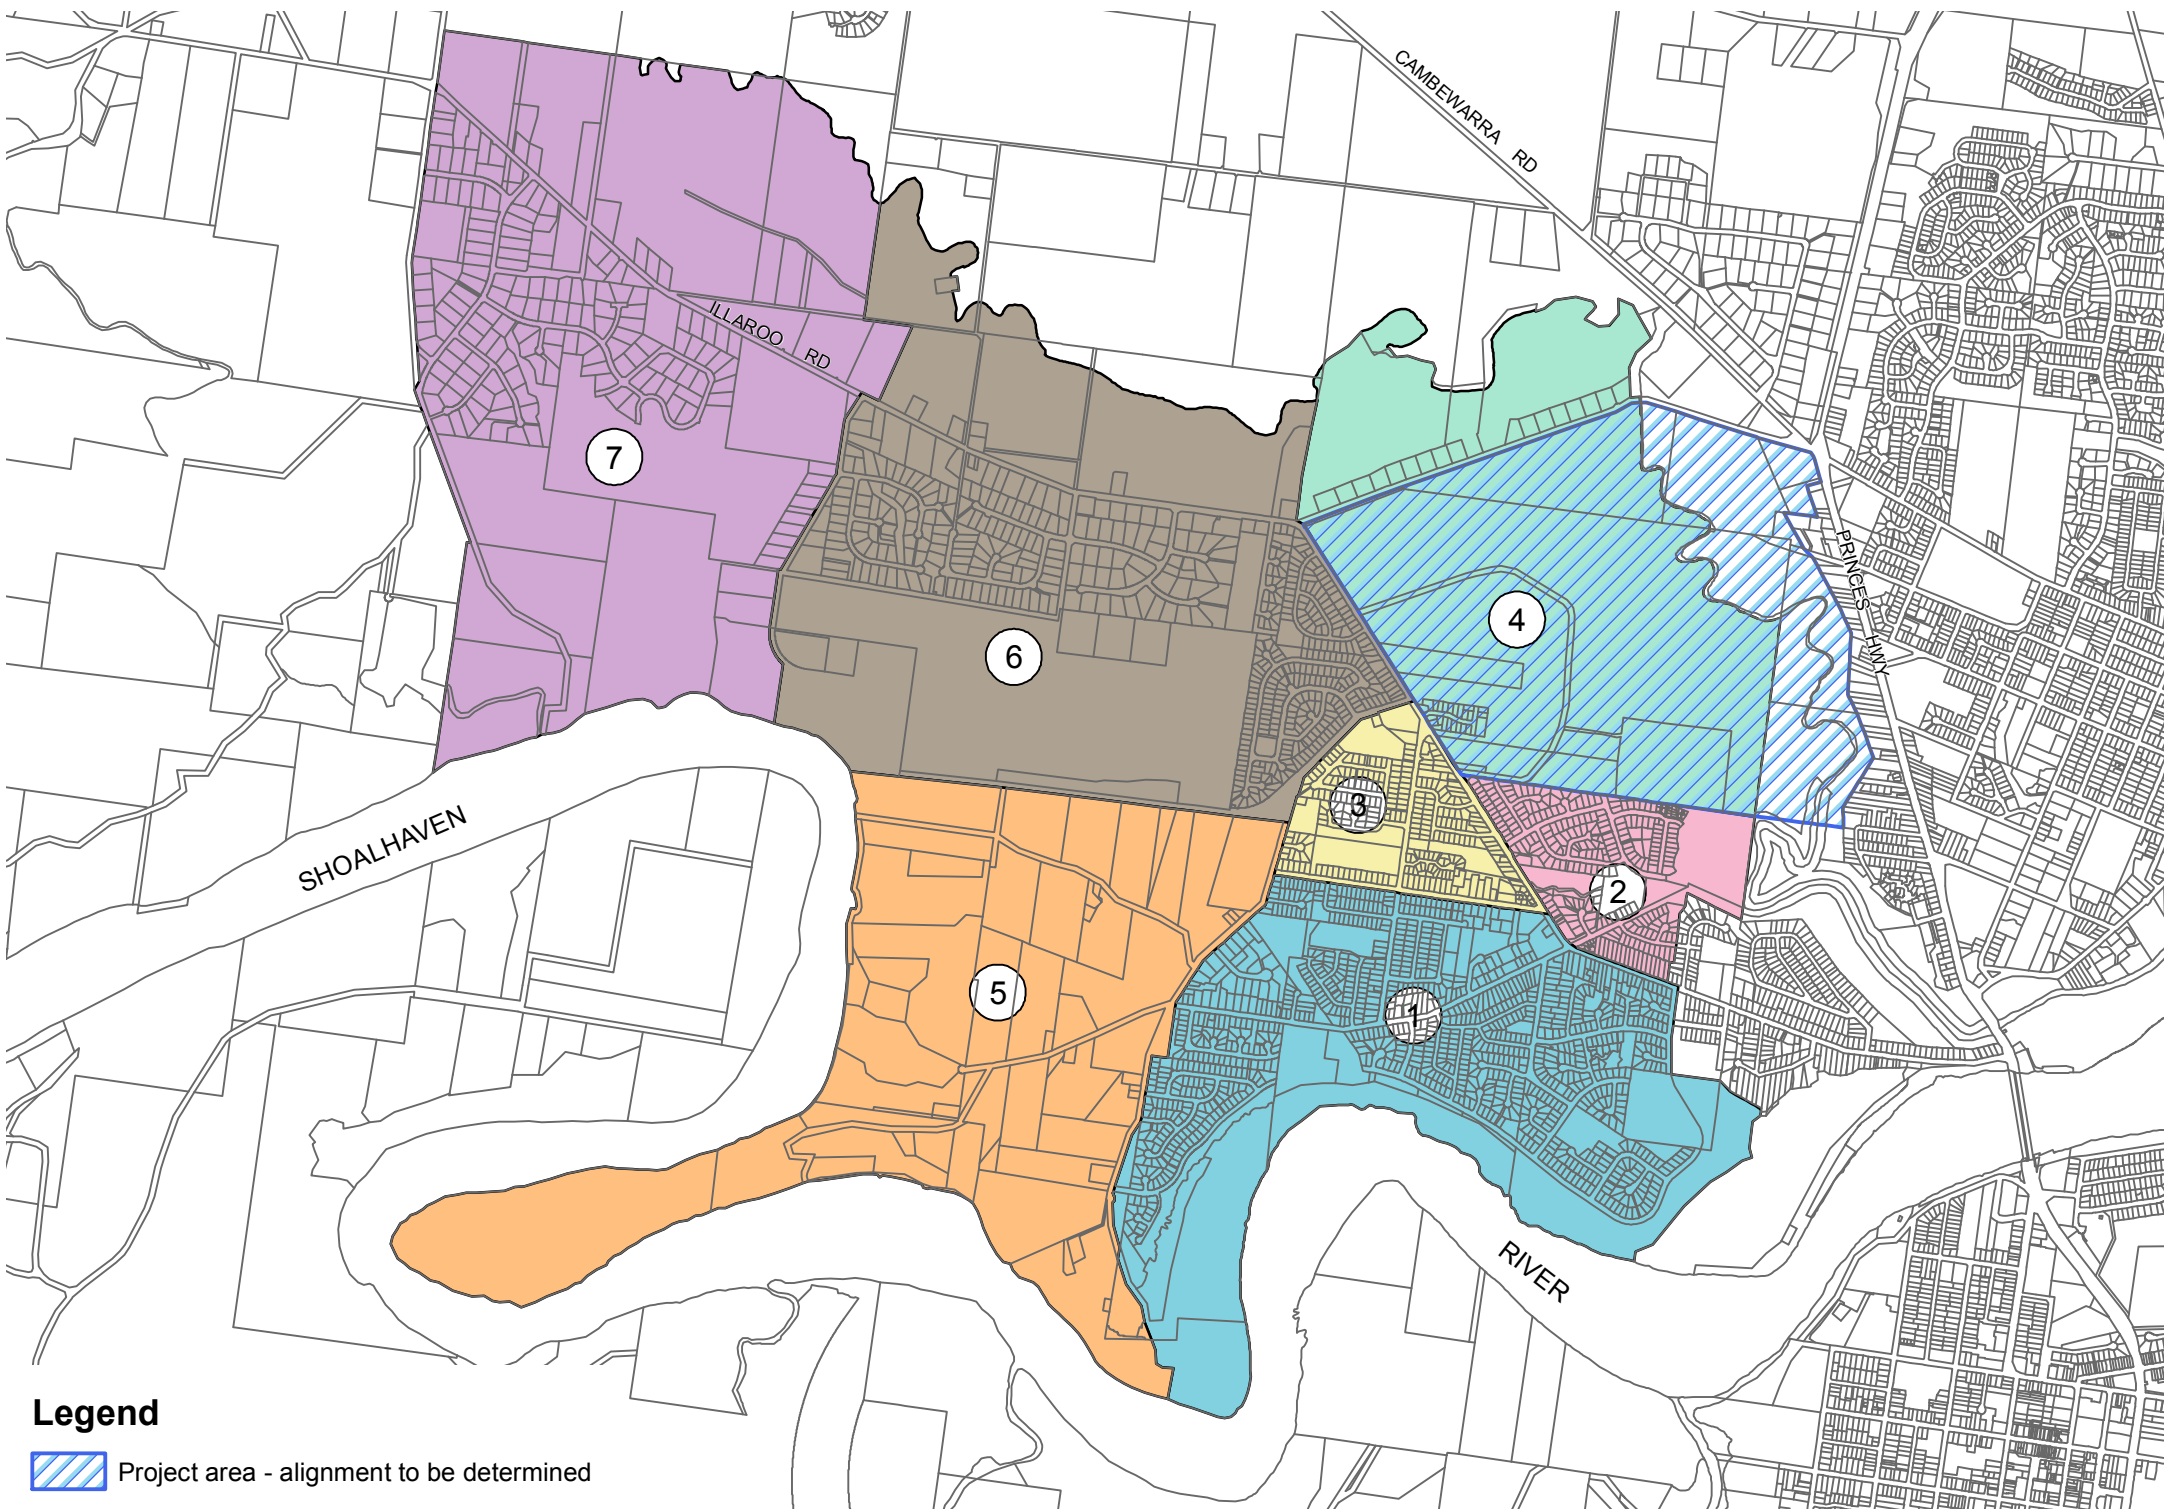 CAMBEWARRA RD
ILLAROO RD
7
4
PRINCES HWY
6
3
SHOALHAVEN
2
5
1
RIVER
Legend
Project area - alignment to be determined